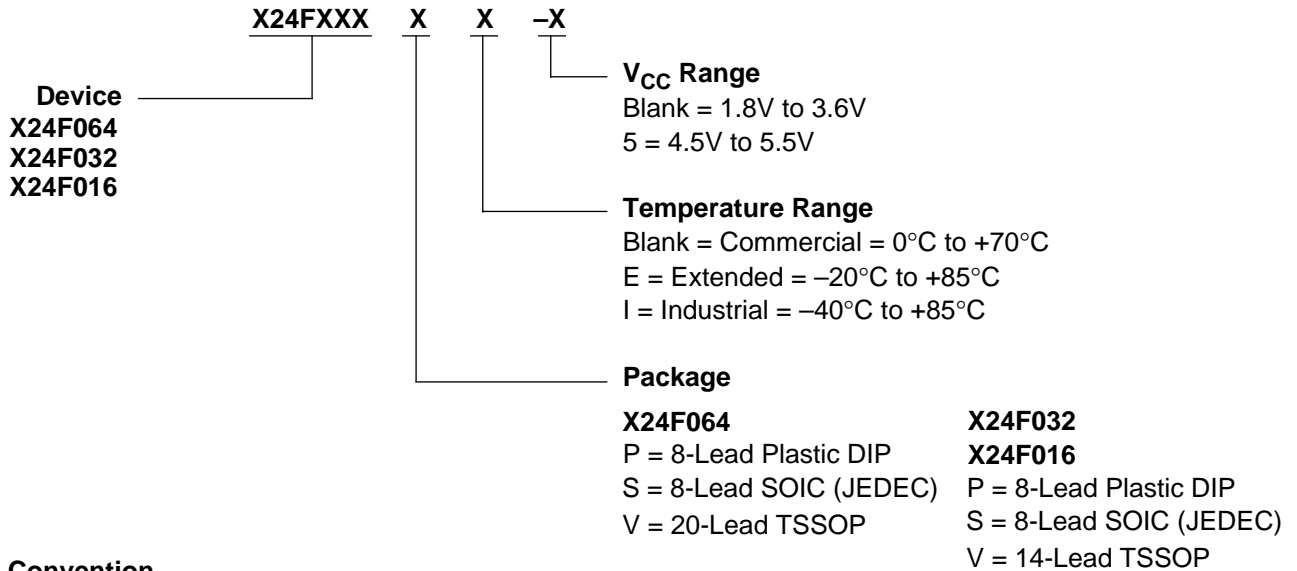 X24FXXX X X –X
Device
X24F064
X24F032
X24F016
VCC Range
Blank = 1.8V to 3.6V
5 = 4.5V to 5.5V
Temperature Range
Blank = Commercial = 0°C to +70°C
E = Extended = –20°C to +85°C
I = Industrial = –40°C to +85°C
Package
X24F064
P = 8-Lead Plastic DIP
S = 8-Lead SOIC (JEDEC)
V = 20-Lead TSSOP
X24F032
X24F016
P = 8-Lead Plastic DIP
S = 8-Lead SOIC (JEDEC)
V = 14-Lead TSSOP
Convention